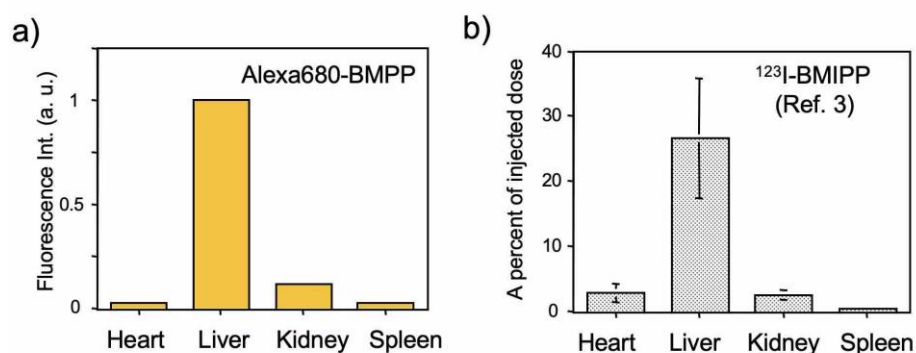 a)
Alexa680-BMPP
Fluorescence Int. (a. u.)
1
0.5
0
Heart Liver Kidney Spleen
b)
¹²³I-BMIPP
(Ref. 3)
A percent of injected dose
40
30
20
10
0
Heart Liver Kidney Spleen